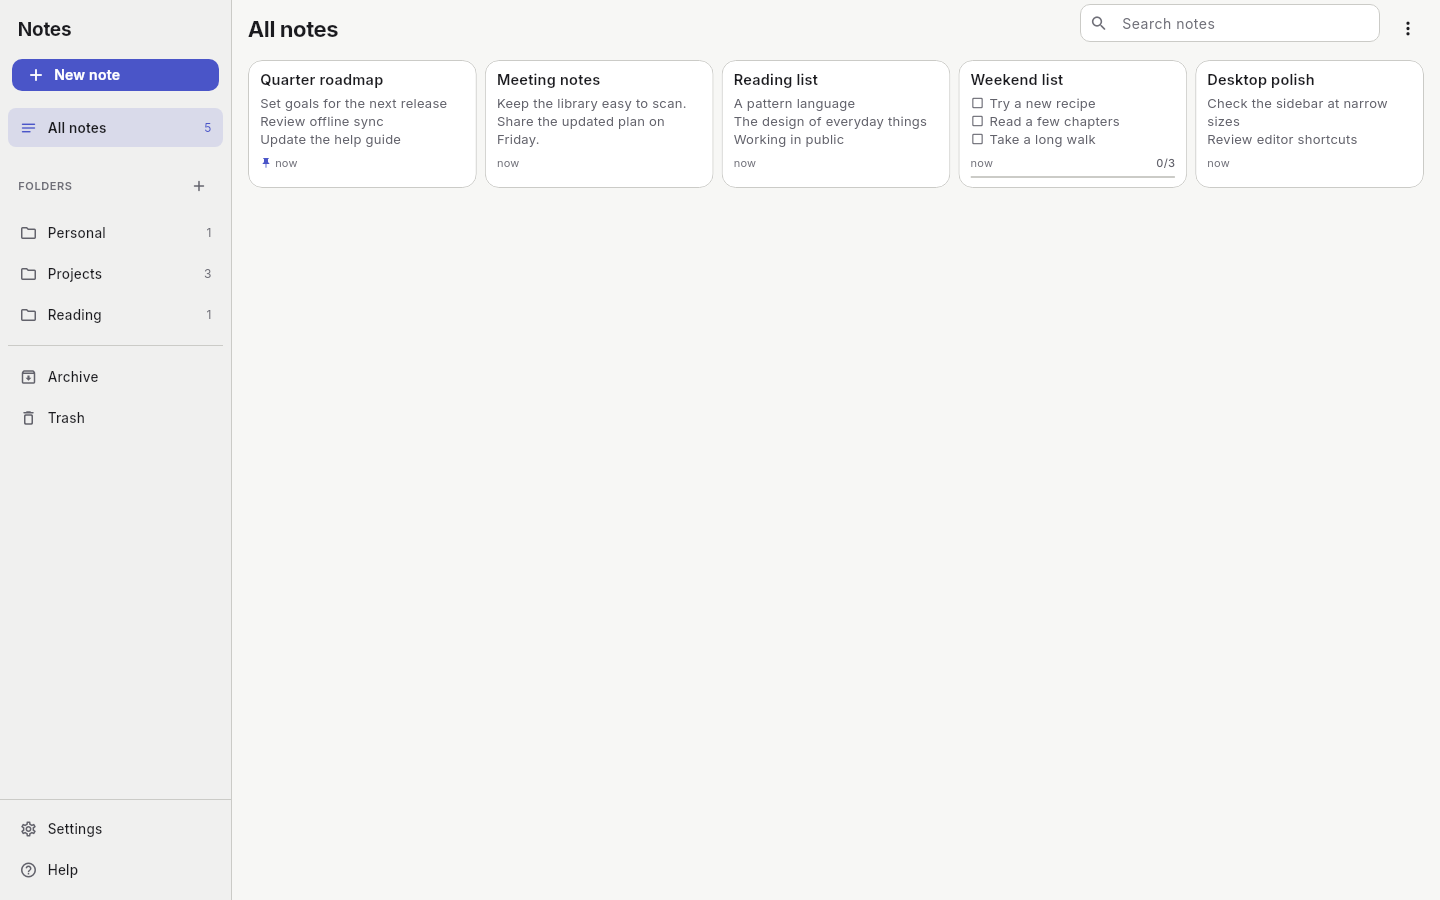 Notes
New note
All notes 5
FOLDERS
Personal 1
Projects 3
Reading 1
Archive
Trash
Settings
Help
All notes
Search notes
Quarter roadmap
Set goals for the next release
Review offline sync
Update the help guide
now
Meeting notes
Keep the library easy to scan.
Share the updated plan on
Friday.
now
Reading list
A pattern language
The design of everyday things
Working in public
now
Weekend list
Try a new recipe
Read a few chapters
Take a long walk
now 0/3
Desktop polish
Check the sidebar at narrow
sizes
Review editor shortcuts
now